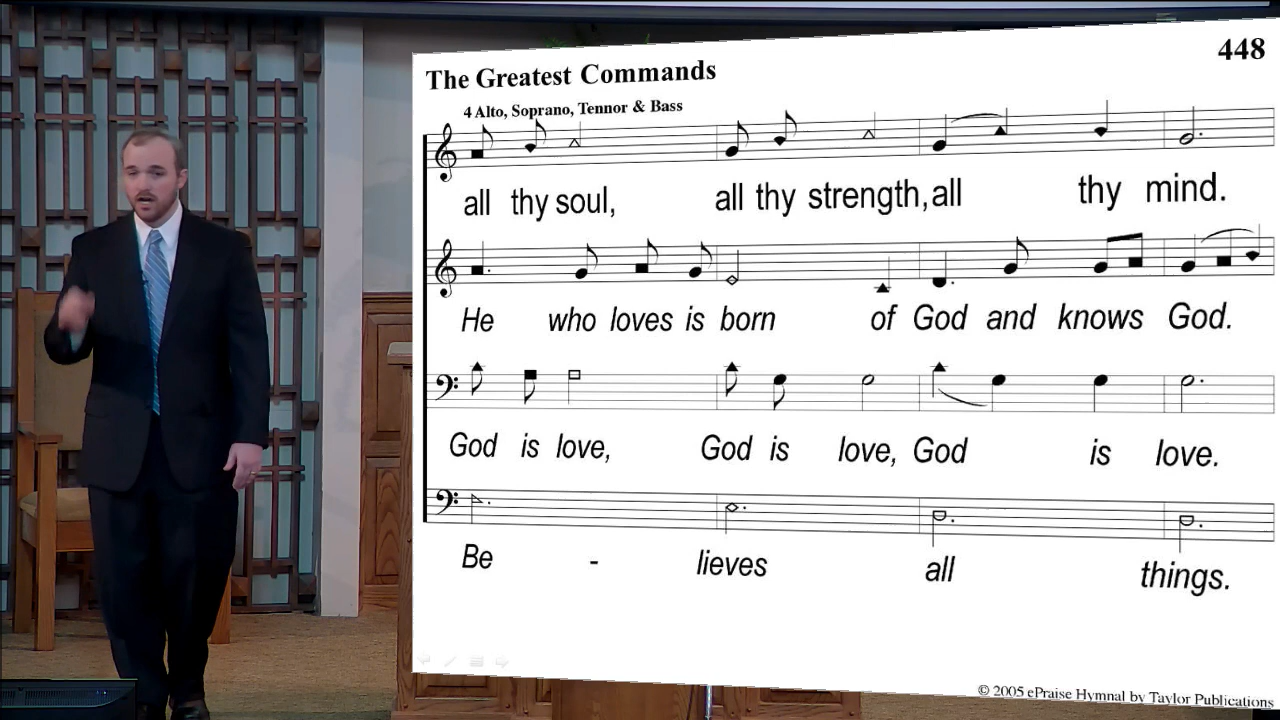 448
The Greatest Commands
4 Alto, Soprano, Tennor & Bass
all thy soul, all thy strength, all thy mind.
He who loves is born of God and knows God.
God is love, God is love, God is love.
Be - lieves all things.
© 2005 ePraise Hymnal by Taylor Publications